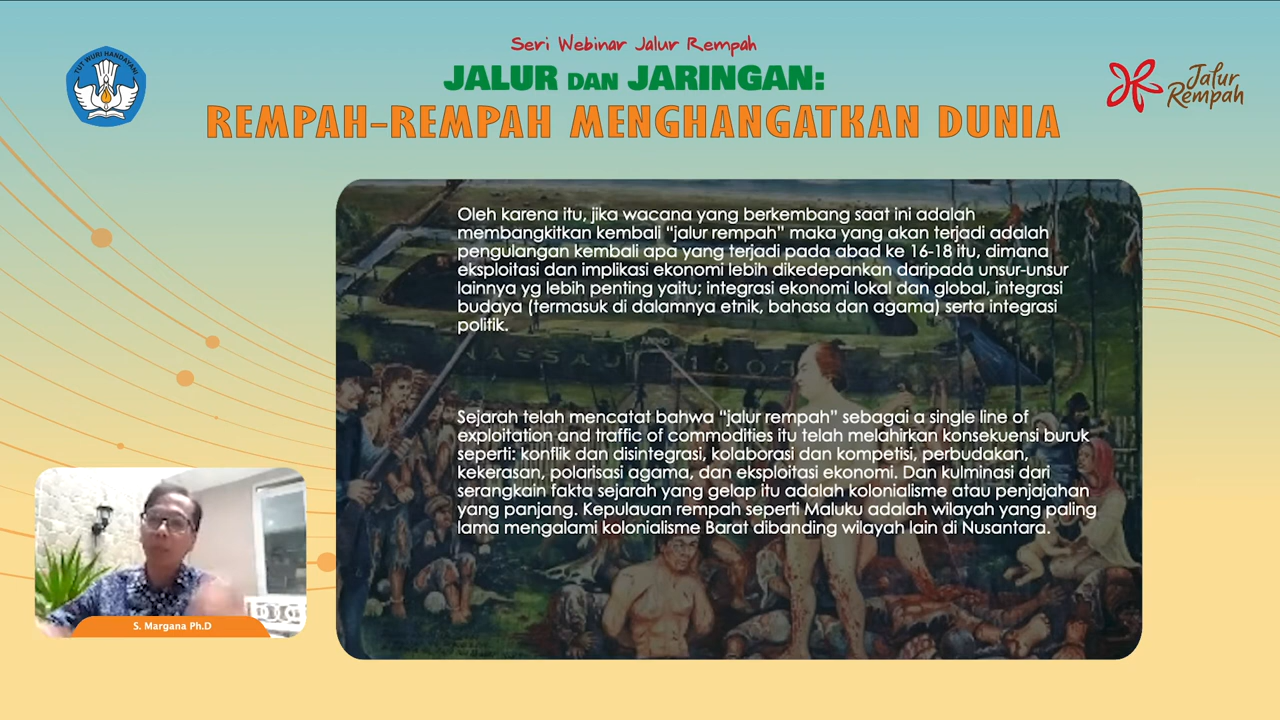 Seri Webinar Jalur Rempah
JALUR DAN JARINGAN:
REMPAH-REMPAH MENGHANGATKAN DUNIA
TUT WURI HANDAYANI
Jalur
Rempah
Oleh karena itu, jika wacana yang berkembang saat ini adalah
membangkitkan kembali “jalur rempah” maka yang akan terjadi adalah
pengulangan kembali apa yang terjadi pada abad ke 16-18 itu, dimana
eksploitasi dan implikasi ekonomi lebih dikedepankan daripada unsur-unsur
lainnya yg lebih penting yaitu; integrasi ekonomi lokal dan global, integrasi
budaya (termasuk di dalamnya etnik, bahasa dan agama) serta integrasi
politik.
NASSAU 1607
Sejarah telah mencatat bahwa “jalur rempah” sebagai a single line of
exploitation and traffic of commodities itu telah melahirkan konsekuensi buruk
seperti: konflik dan disintegrasi, kolaborasi dan kompetisi, perbudakan,
kekerasan, polarisasi agama, dan eksploitasi ekonomi. Dan kulminasi dari
serangkain fakta sejarah yang gelap itu adalah kolonialisme atau penjajahan
yang panjang. Kepulauan rempah seperti Maluku adalah wilayah yang paling
lama mengalami kolonialisme Barat dibanding wilayah lain di Nusantara.
S. Margana Ph.D